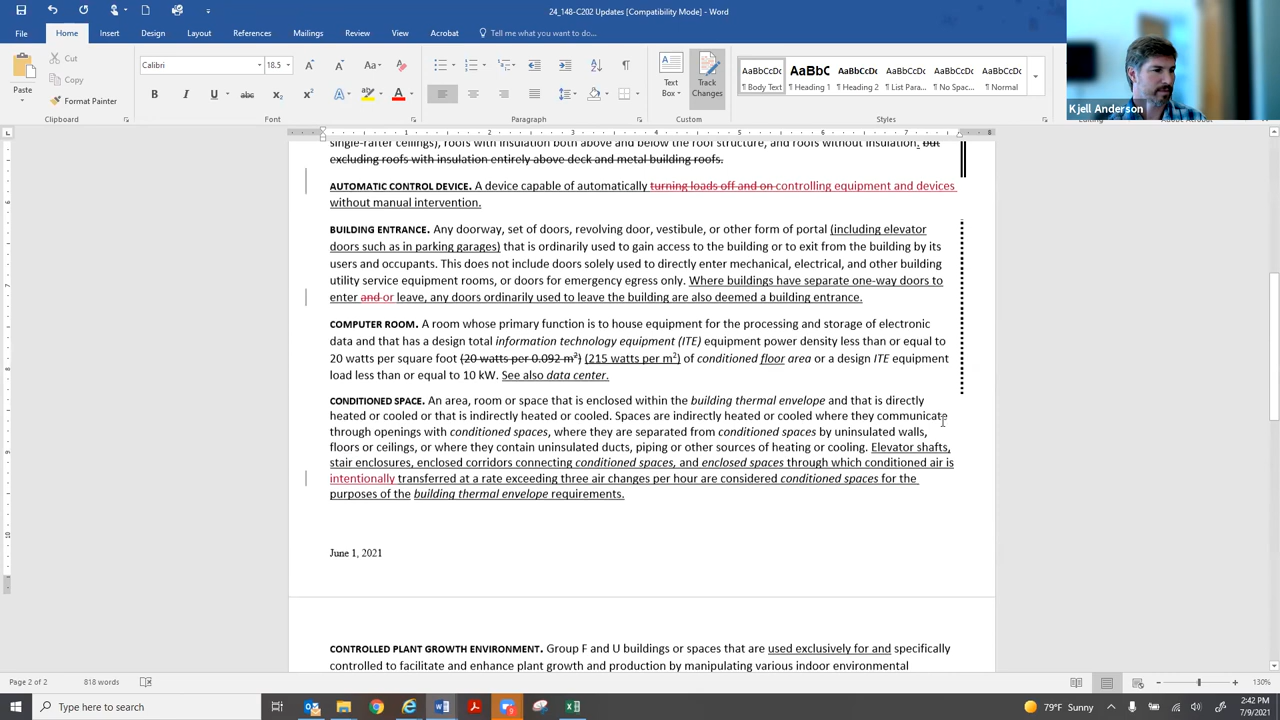 24_148-C202 Updates [Compatibility Mode] - Word
File Home Insert Design Layout References Mailings Review View Acrobat Tell me what you want to do...
Paste
Cut
Copy
Format Painter
Clipboard
Calibri 18.5
Font
Paragraph
Text Box
Track Changes
Custom
AaBbCcDc ¶ Body Text
AaBbC ¶ Heading 1
AaBbCcDc ¶ Heading 2
AaBbCcDc ¶ List Para...
AaBbCcDc ¶ No Spac...
AaBbCcDc ¶ Normal
Styles
Kjell Anderson
single-rafter ceilings), roofs with insulation both above and below the roof structure, and roofs without insulation. but
excluding roofs with insulation entirely above deck and metal building roofs.
AUTOMATIC CONTROL DEVICE. A device capable of automatically turning loads off and on controlling equipment and devices
without manual intervention.
BUILDING ENTRANCE. Any doorway, set of doors, revolving door, vestibule, or other form of portal (including elevator
doors such as in parking garages) that is ordinarily used to gain access to the building or to exit from the building by its
users and occupants. This does not include doors solely used to directly enter mechanical, electrical, and other building
utility service equipment rooms, or doors for emergency egress only. Where buildings have separate one-way doors to
enter and or leave, any doors ordinarily used to leave the building are also deemed a building entrance.
COMPUTER ROOM. A room whose primary function is to house equipment for the processing and storage of electronic
data and that has a design total information technology equipment (ITE) equipment power density less than or equal to
20 watts per square foot (20 watts per 0.092 m²) (215 watts per m²) of conditioned floor area or a design ITE equipment
load less than or equal to 10 kW. See also data center.
CONDITIONED SPACE. An area, room or space that is enclosed within the building thermal envelope and that is directly
heated or cooled or that is indirectly heated or cooled. Spaces are indirectly heated or cooled where they communicate
through openings with conditioned spaces, where they are separated from conditioned spaces by uninsulated walls,
floors or ceilings, or where they contain uninsulated ducts, piping or other sources of heating or cooling. Elevator shafts,
stair enclosures, enclosed corridors connecting conditioned spaces, and enclosed spaces through which conditioned air is
intentionally transferred at a rate exceeding three air changes per hour are considered conditioned spaces for the
purposes of the building thermal envelope requirements.
June 1, 2021
CONTROLLED PLANT GROWTH ENVIRONMENT. Group F and U buildings or spaces that are used exclusively for and specifically
controlled to facilitate and enhance plant growth and production by manipulating various indoor environmental
Page 2 of 2 818 words 130%
Type here to search
79°F Sunny
2:42 PM
7/9/2021